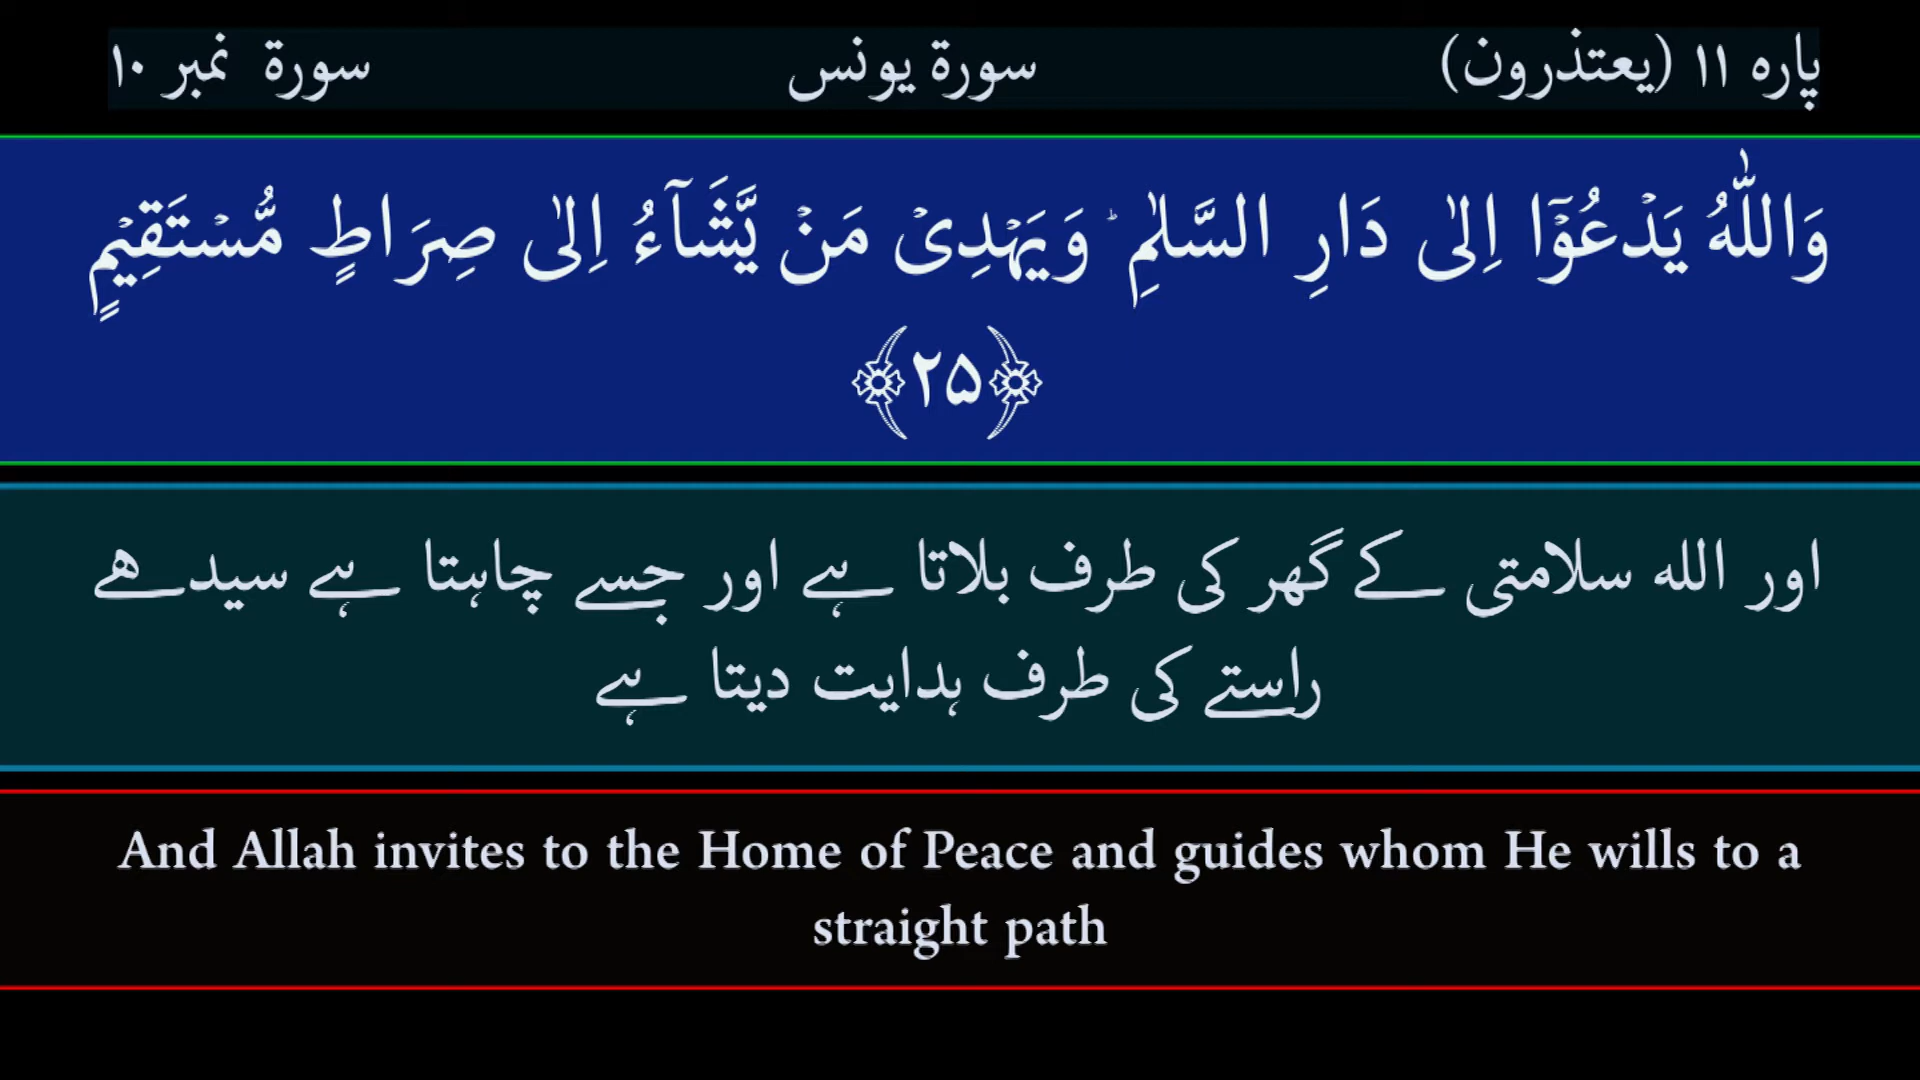 پارہ ۱۱ (یعتذرون) سورة یونس سورة نمبر ۱۰
وَاللّٰهُ یَدۡعُوۡۤا اِلٰی دَارِ السَّلٰمِ ؕ وَیَهۡدِیۡ مَنۡ یَّشَآءُ اِلٰی صِرَاطٍ مُّسۡتَقِیۡمٍ
﴿۲۵﴾
اور الله سلامتی کے گھر کی طرف بلاتا ہے اور جسے چاہتا ہے سیدھے
راستے کی طرف ہدایت دیتا ہے
And Allah invites to the Home of Peace and guides whom He wills to a
straight path